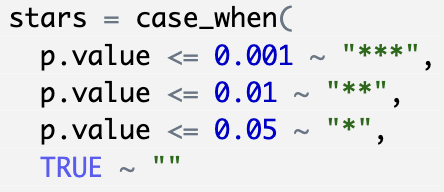 stars = case_when(
  p.value <= 0.001 ~ "***",
  p.value <= 0.01 ~ "**",
  p.value <= 0.05 ~ "*",
  TRUE ~ ""